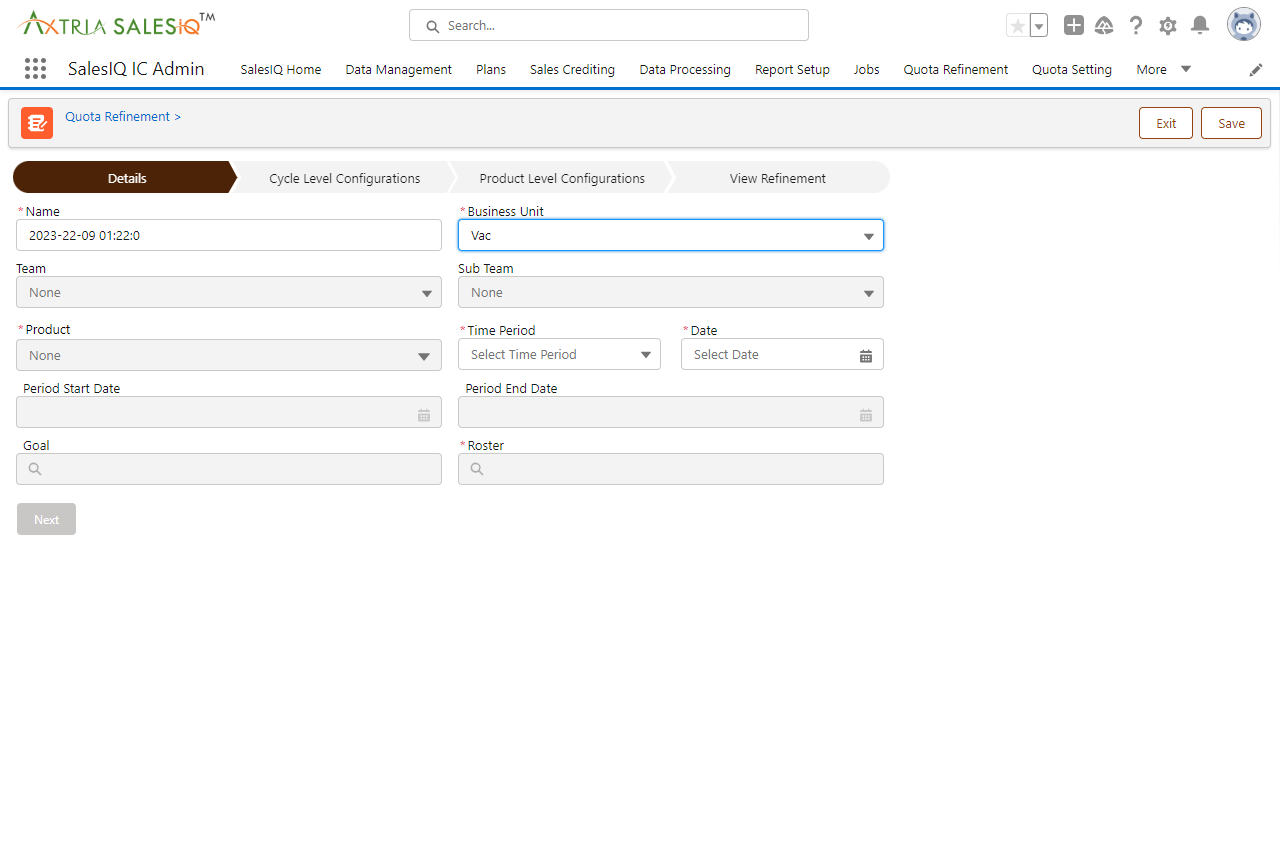 AXTRIA SALESIQ™
Search...
SalesIQ IC Admin
SalesIQ Home
Data Management
Plans
Sales Crediting
Data Processing
Report Setup
Jobs
Quota Refinement
Quota Setting
More
Quota Refinement >
Exit
Save
Details
Cycle Level Configurations
Product Level Configurations
View Refinement
*Name
*Business Unit
2023-22-09 01:22:0
Vac
Team
Sub Team
None
None
*Product
*Time Period
*Date
None
Select Time Period
Select Date
Period Start Date
Period End Date
Goal
*Roster
Next